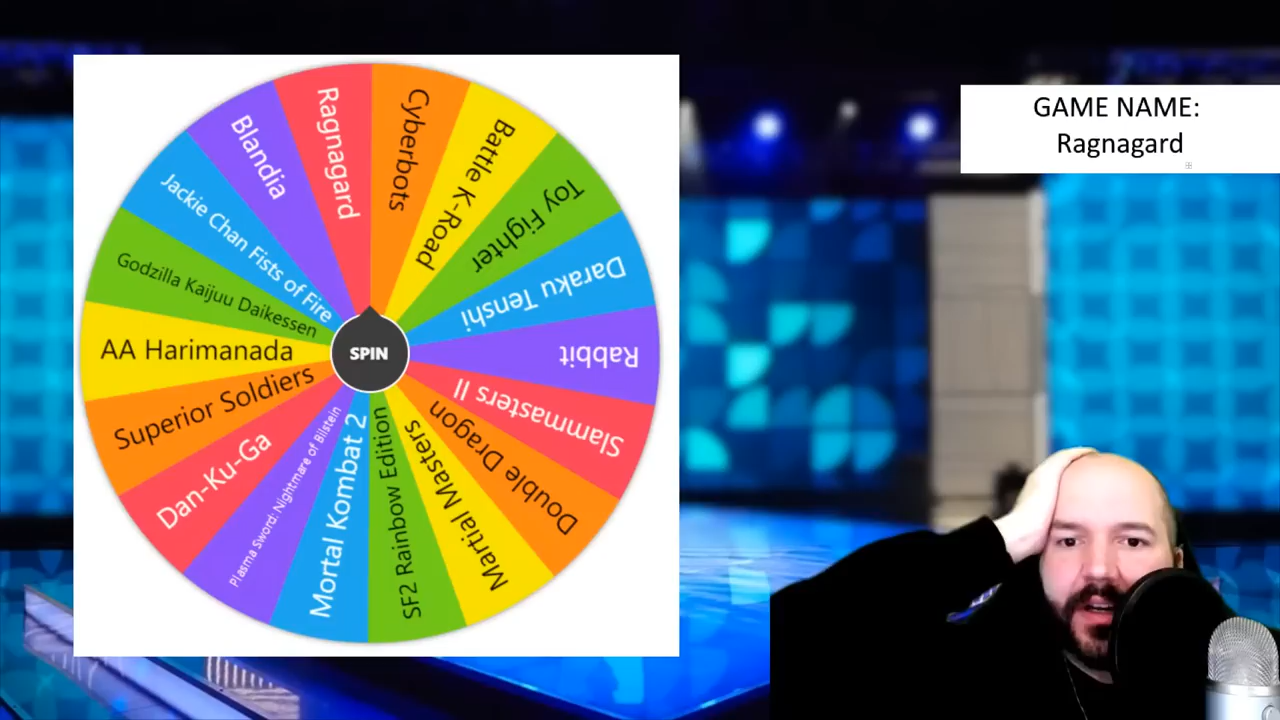 GAME NAME:
Ragnagard
Cyberbots
Battle K-Road
Toy Fighter
Daraku Tenshi
Rabbit
Slammasters II
Double Dragon
Martial Masters
SF2 Rainbow Edition
Mortal Kombat 2
Plasma Sword: Nightmare of Bilstein
Dan-Ku-Ga
Superior Soldiers
AA Harimanada
Godzilla Kaijuu Daikessen
Jackie Chan Fists of Fire
Blandia
Ragnagard
SPIN